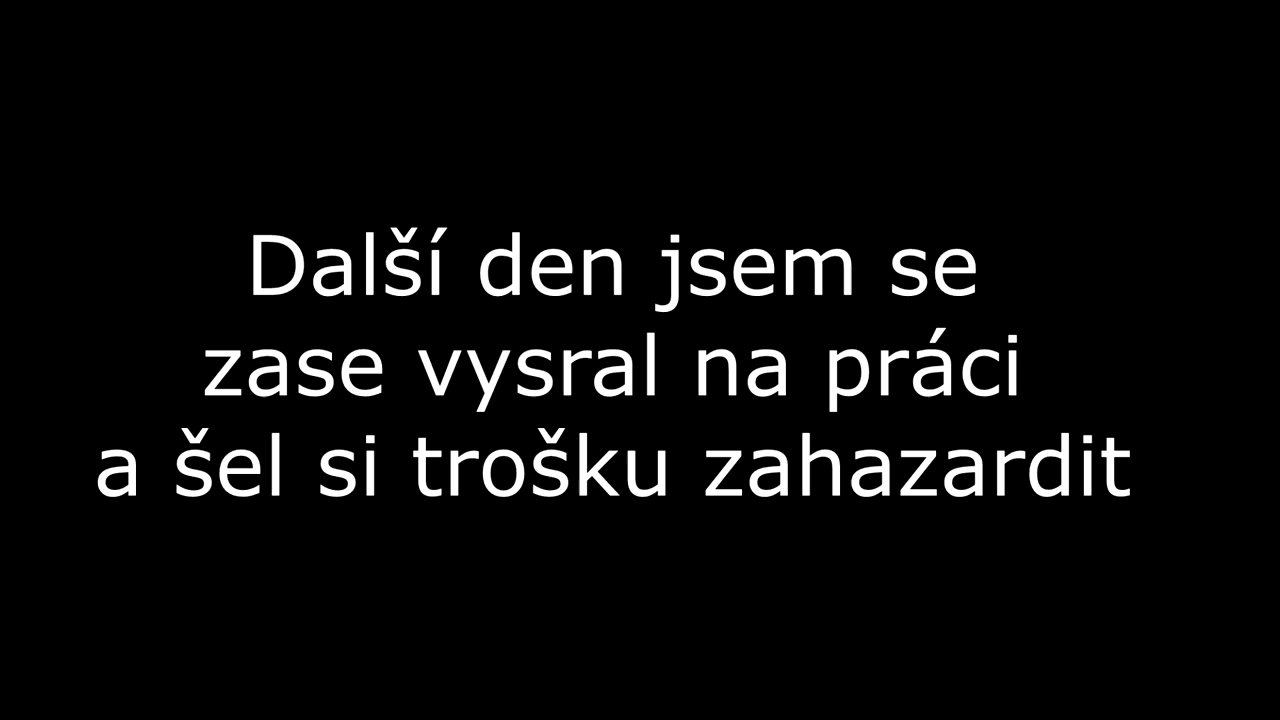 Další den jsem se
zase vysral na práci
a šel si trošku zahazardit